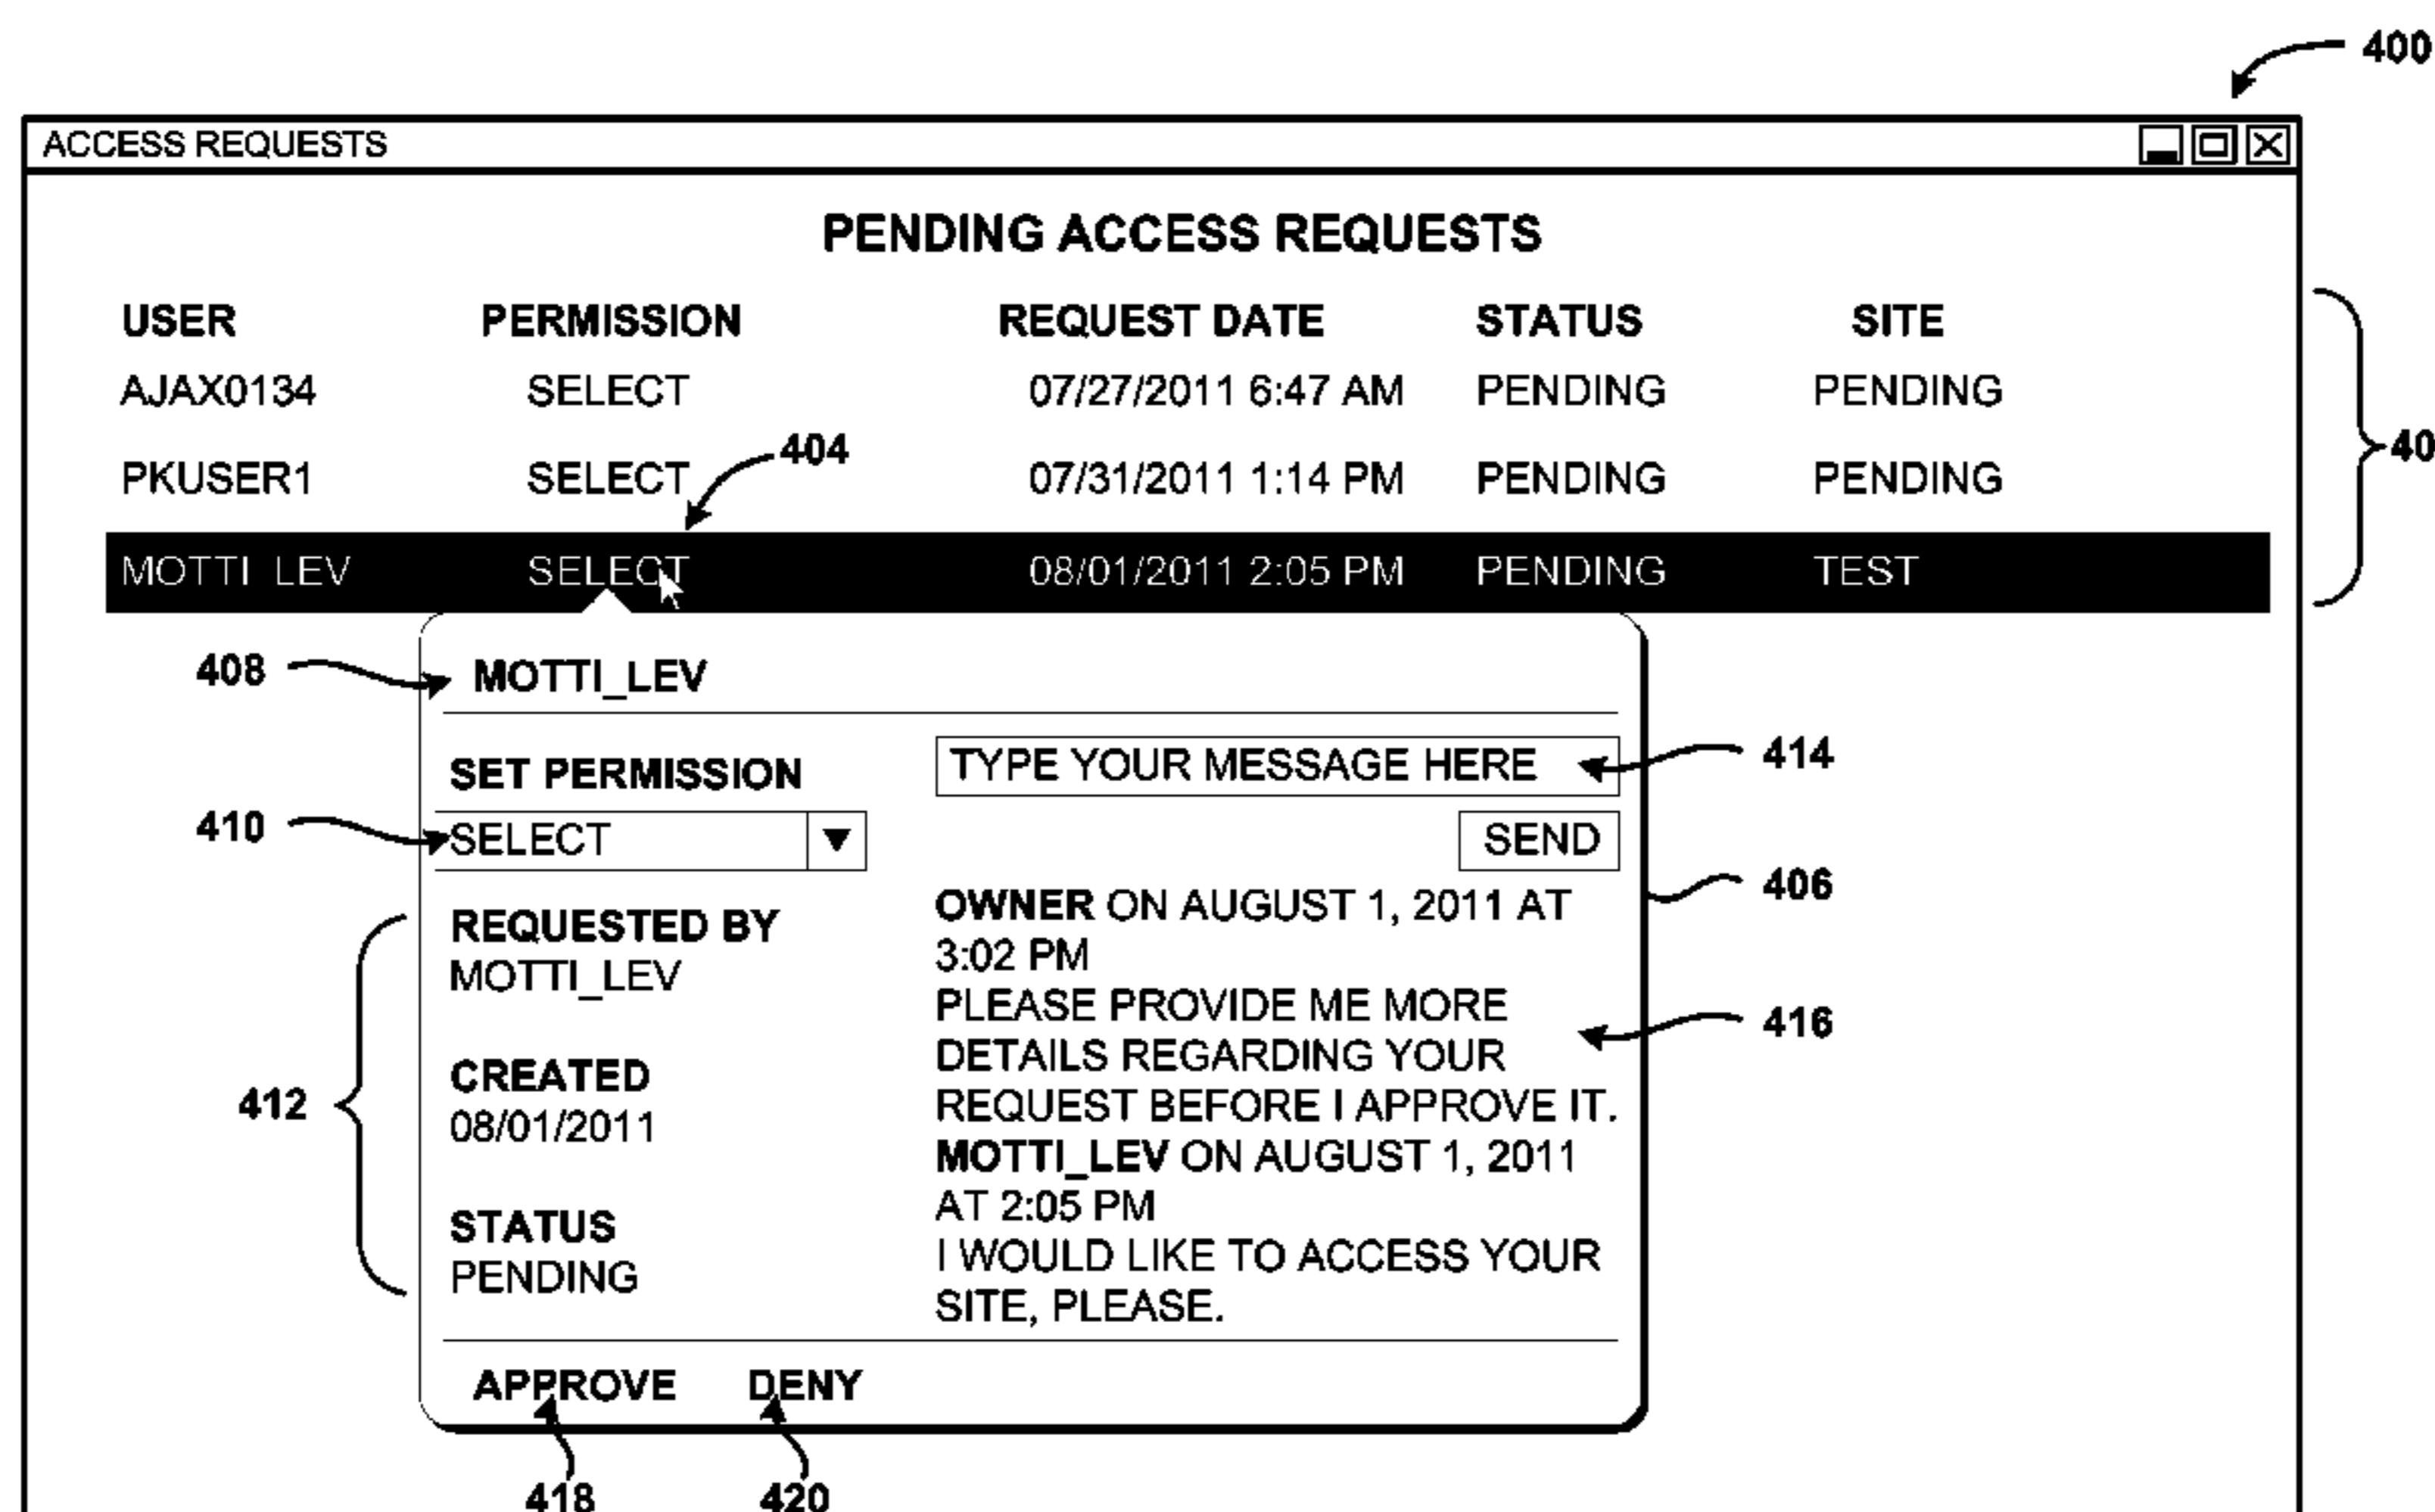 400
ACCESS REQUESTS
PENDING ACCESS REQUESTS
USER PERMISSION REQUEST DATE STATUS SITE
AJAX0134 SELECT 07/27/2011 6:47 AM PENDING PENDING
404
40
PKUSER1 SELECT 07/31/2011 1:14 PM PENDING PENDING
MOTTI LEV SELECT 08/01/2011 2:05 PM PENDING TEST
408 MOTTI_LEV
SET PERMISSION
TYPE YOUR MESSAGE HERE 414
410 SELECT
SEND
406
REQUESTED BY
MOTTI_LEV
412
CREATED
08/01/2011
STATUS
PENDING
OWNER ON AUGUST 1, 2011 AT
3:02 PM
PLEASE PROVIDE ME MORE
DETAILS REGARDING YOUR
REQUEST BEFORE I APPROVE IT.
416
MOTTI_LEV ON AUGUST 1, 2011
AT 2:05 PM
I WOULD LIKE TO ACCESS YOUR
SITE, PLEASE.
APPROVE DENY
418 420